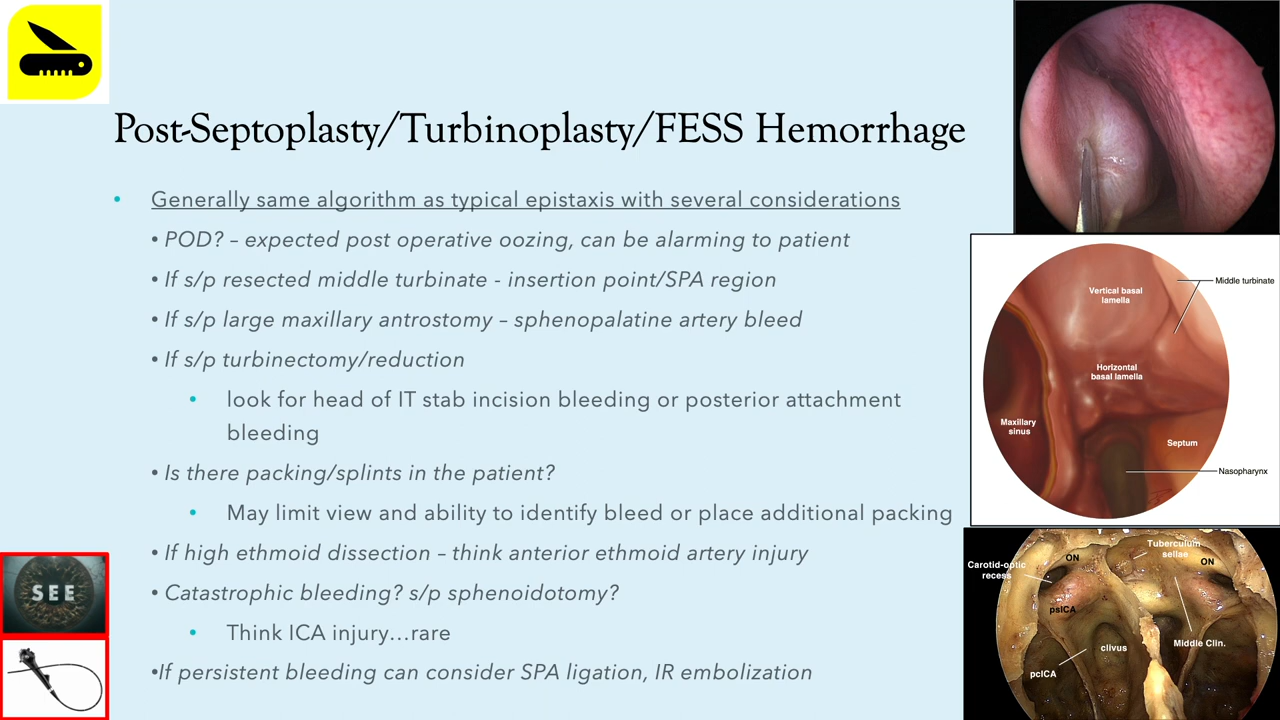 Post-Septoplasty/Turbinoplasty/FESS Hemorrhage
• Generally same algorithm as typical epistaxis with several considerations
• POD? – expected post operative oozing, can be alarming to patient
• If s/p resected middle turbinate - insertion point/SPA region
• If s/p large maxillary antrostomy – sphenopalatine artery bleed
• If s/p turbinectomy/reduction
• look for head of IT stab incision bleeding or posterior attachment
bleeding
• Is there packing/splints in the patient?
• May limit view and ability to identify bleed or place additional packing
• If high ethmoid dissection – think anterior ethmoid artery injury
• Catastrophic bleeding? s/p sphenoidotomy?
• Think ICA injury…rare
•If persistent bleeding can consider SPA ligation, IR embolization
SEE
Middle turbinate
Vertical basal
lamella
Horizontal
basal lamella
Maxillary
sinus
Septum
Nasopharynx
Tuberculum
sellae
ON
ON
Carotid-optic
recess
psICA
Middle Clin.
clivus
pcICA